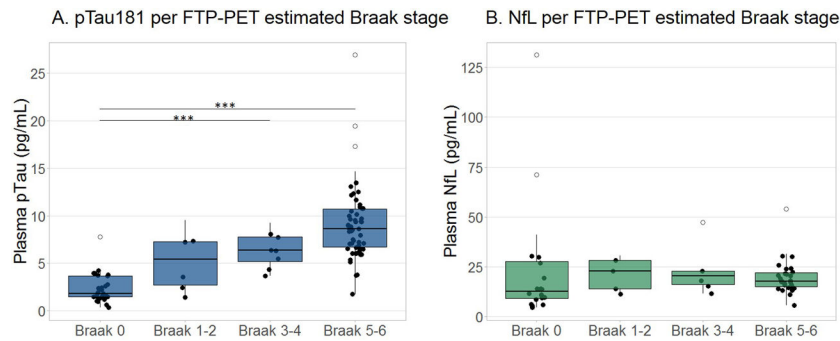 A. pTau181 per FTP-PET estimated Braak stage
Plasma pTau (pg/mL)
25
20
15
10
5
0
***
***
Braak 0 Braak 1-2 Braak 3-4 Braak 5-6
B. NfL per FTP-PET estimated Braak stage
Plasma NfL (pg/mL)
125
100
75
50
25
0
Braak 0 Braak 1-2 Braak 3-4 Braak 5-6